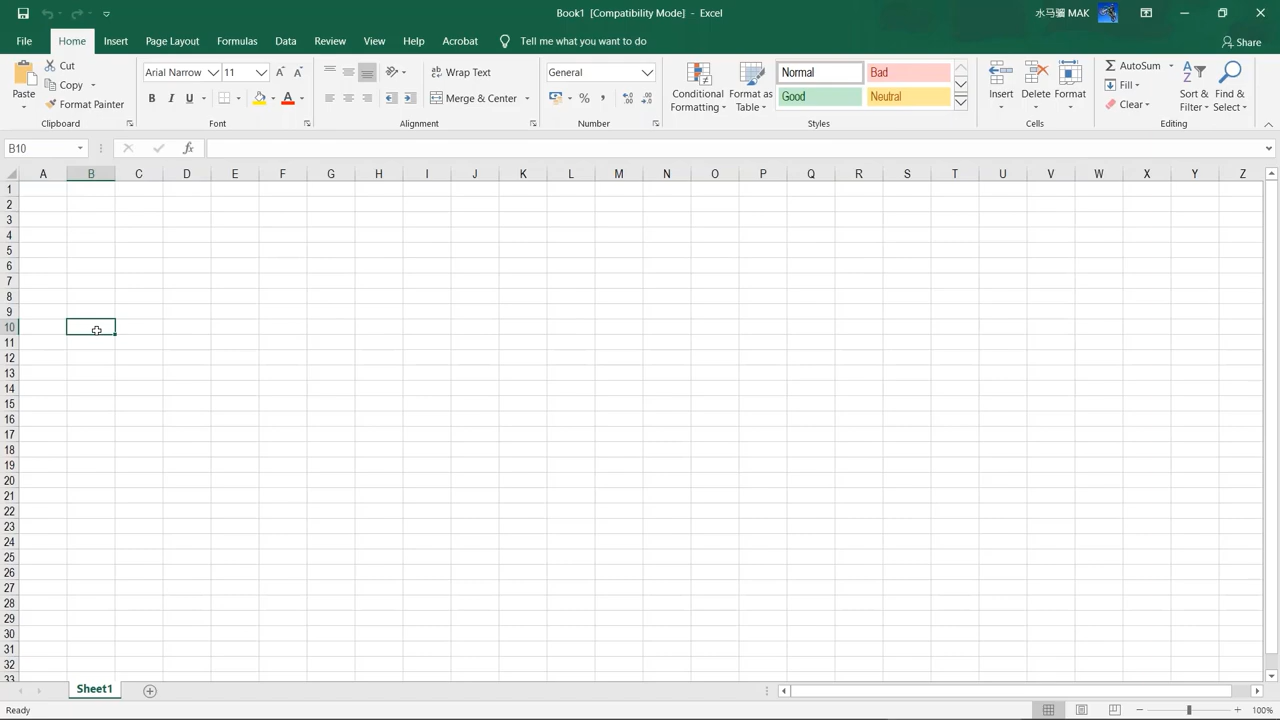 Book1 [Compatibility Mode] - Excel
水马骝 MAK
File Home Insert Page Layout Formulas Data Review View Help Acrobat Tell me what you want to do
Share
Paste
Cut
Copy
Format Painter
Clipboard
Arial Narrow 11
B I U
Font
Wrap Text
Merge & Center
Alignment
General
%
Number
Conditional Formatting
Format as Table
Normal Bad
Good Neutral
Styles
Insert Delete Format
Cells
AutoSum
Fill
Clear
Sort & Filter
Find & Select
Editing
B10
fx
A B C D E F G H I J K L M N O P Q R S T U V W X Y Z
1
2
3
4
5
6
7
8
9
10
11
12
13
14
15
16
17
18
19
20
21
22
23
24
25
26
27
28
29
30
31
32
33
Sheet1
Ready
100%